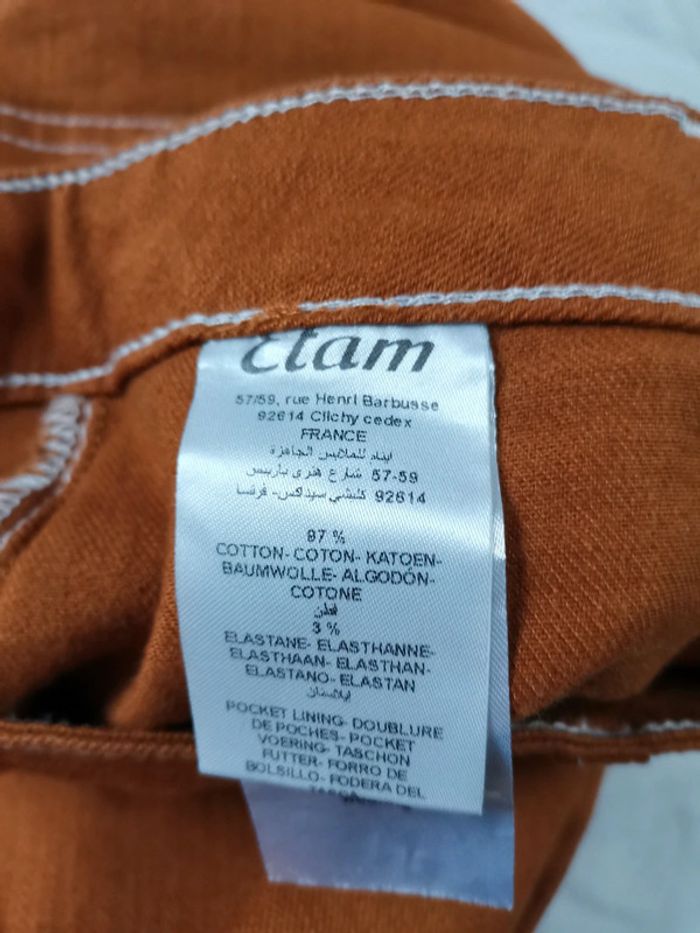 Etam
57/59, rue Henri Barbusse
92614 Clichy cedex
FRANCE
ايتام للملابس الجاهزة
57-59 شارع هنري باربيس
92614 كليشي سيداكس- فرنسا
97 %
COTTON- COTON- KATOEN-
BAUMWOLLE- ALGODÓN-
COTONE
قطن
3 %
ELASTANE- ELASTHANNE-
ELASTHAAN- ELASTHAN-
ELASTANO- ELASTAN
ايلاستان
POCKET LINING- DOUBLURE
DE POCHES- POCKET
VOERING- TASCHON
FUTTER- FORRO DE
BOLSILLO- FODERA DEL